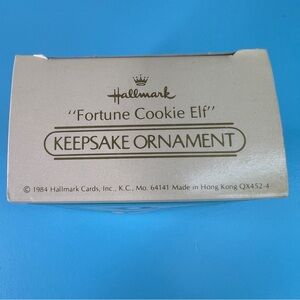 Hallmark
"Fortune Cookie Elf"
KEEPSAKE ORNAMENT
© 1984 Hallmark Cards, Inc., K.C., Mo. 64141 Made in Hong Kong QX452-4